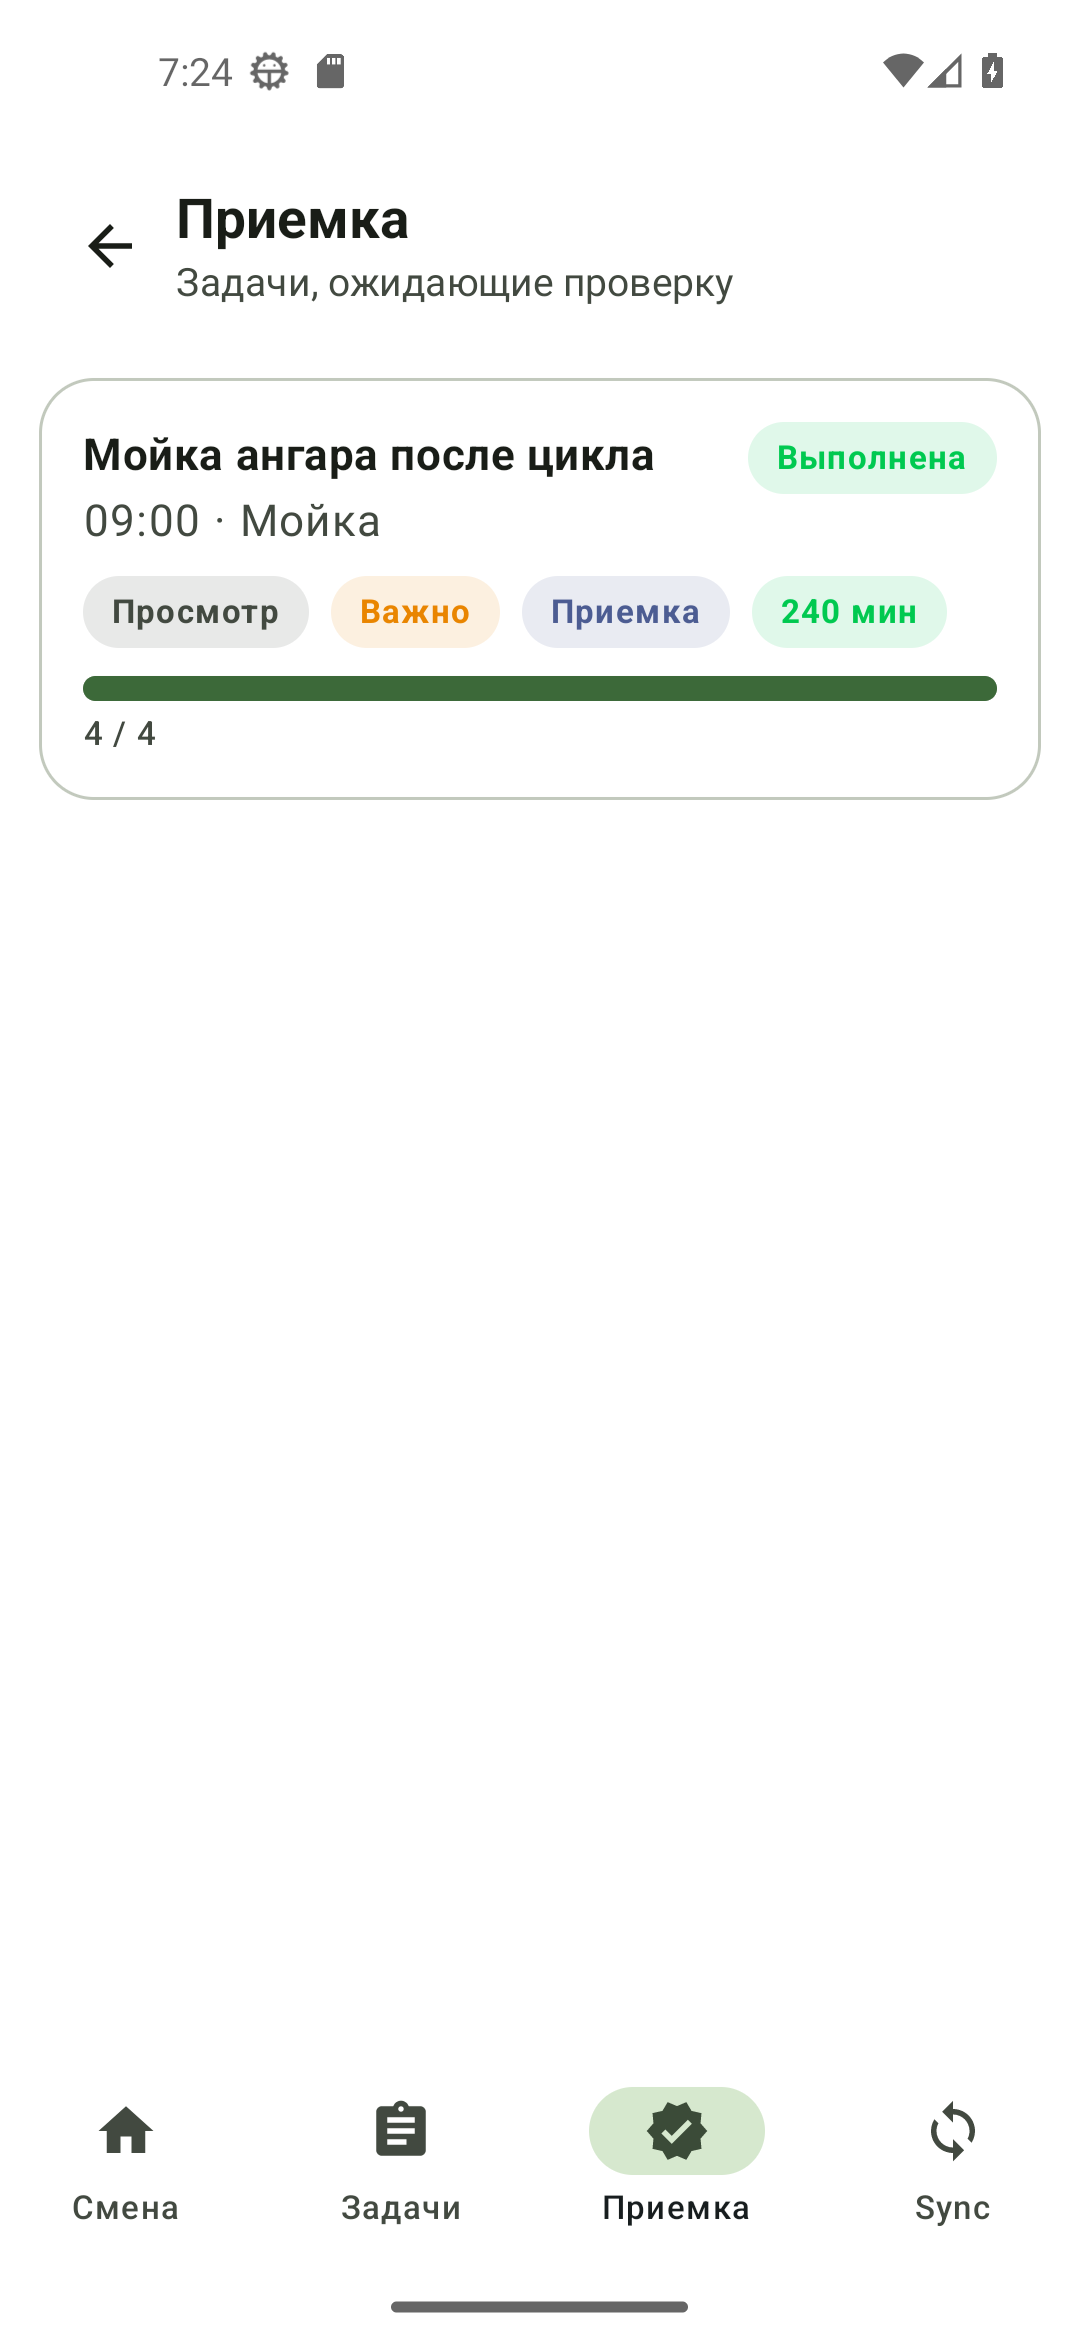 7:24
Приемка
Задачи, ожидающие проверку
Мойка ангара после цикла
Выполнена
09:00 · Мойка
Просмотр Важно Приемка 240 мин
4 / 4
Смена Задачи Приемка Sync